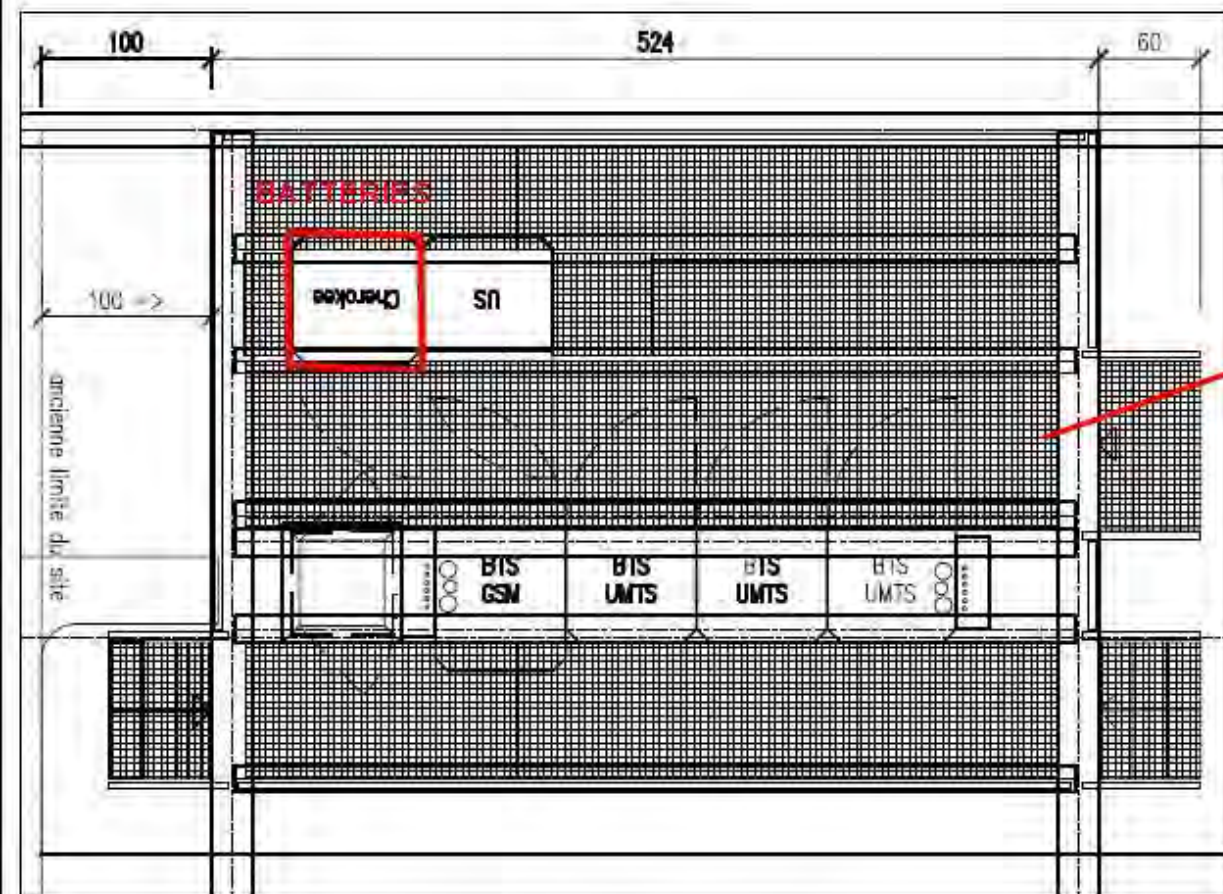 100
524
60
BATTERIES
Cherokee
US
100 =>
ancienne limite du site
BTS
GSM
BTS
UMTS
BTS
UMTS
BTS
UMTS